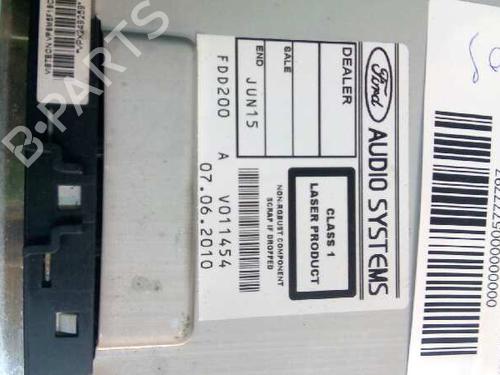 Ford
AUDIO SYSTEMS
DEALER
SALE
END JUN15
FDD200 A V011454
07.06.2010
CLASS 1
LASER PRODUCT
NON-ROBUST COMPONENT
SCRAP IF DROPPED
B-PARTS